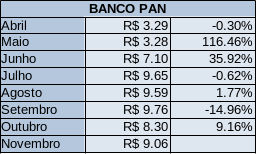 BANCO PAN
Abril R$ 3.29 -0.30%
Maio R$ 3.28 116.46%
Junho R$ 7.10 35.92%
Julho R$ 9.65 -0.62%
Agosto R$ 9.59 1.77%
Setembro R$ 9.76 -14.96%
Outubro R$ 8.30 9.16%
Novembro R$ 9.06